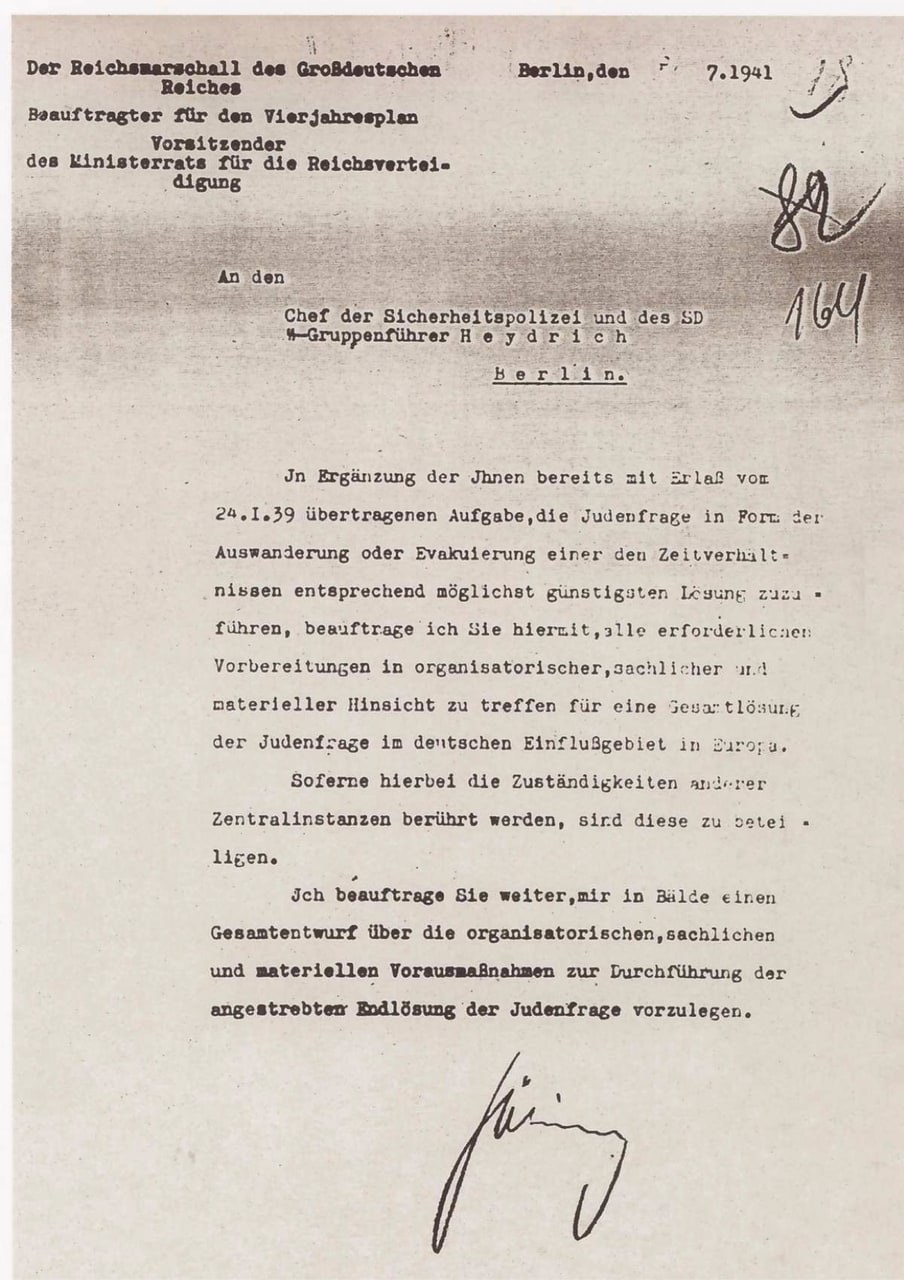 Der Reichsmarschall des Großdeutschen
Reiches
Berlin,den 7.1941
Beauftragter für den Vierjahresplan
Vorsitzender
des Ministerrats für die Reichsvertei-
digung
82
164
An den
Chef der Sicherheitspolizei und des SD
SS-Gruppenführer H e y d r i c h
B e r l i n.
Jn Ergänzung der Jhnen bereits mit Erlaß vom
24.I.39 übertragenen Aufgabe,die Judenfrage in Form der
Auswanderung oder Evakuierung einer den Zeitverhält-
nissen entsprechend möglichst günstigsten Lösung zuzu -
führen, beauftrage ich Sie hiermit,alle erforderlichen
Vorbereitungen in organisatorischer,sachlicher und
materieller Hinsicht zu treffen für eine Gesamtlösung
der Judenfrage im deutschen Einflußgebiet in Europa.
Soferne hierbei die Zuständigkeiten anderer
Zentralinstanzen berührt werden, sind diese zu betei -
ligen.
Jch beauftrage Sie weiter,mir in Bälde einen
Gesamtentwurf über die organisatorischen,sachlichen
und materiellen Vorausmaßnahmen zur Durchführung der
angestrebten Endlösung der Judenfrage vorzulegen.
Göring